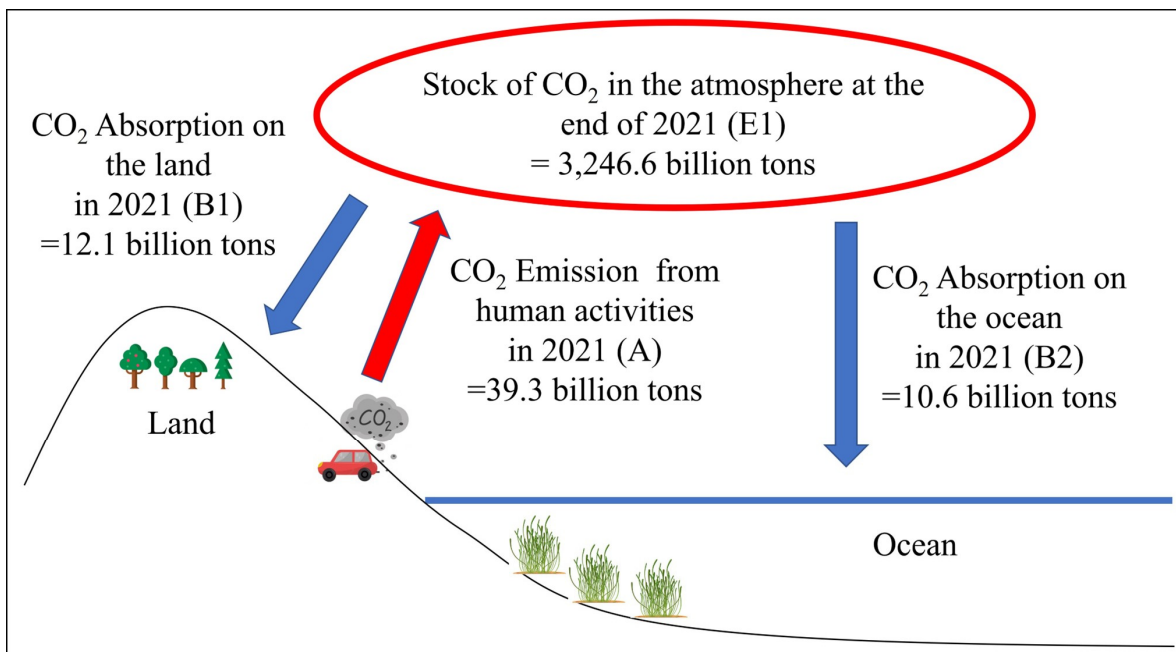 Stock of CO₂ in the atmosphere at the
end of 2021 (E1)
= 3,246.6 billion tons
CO₂ Absorption on
the land
in 2021 (B1)
=12.1 billion tons
CO₂ Emission  from
human activities
in 2021 (A)
=39.3 billion tons
CO₂ Absorption on
the ocean
in 2021 (B2)
=10.6 billion tons
Land
CO₂
Ocean